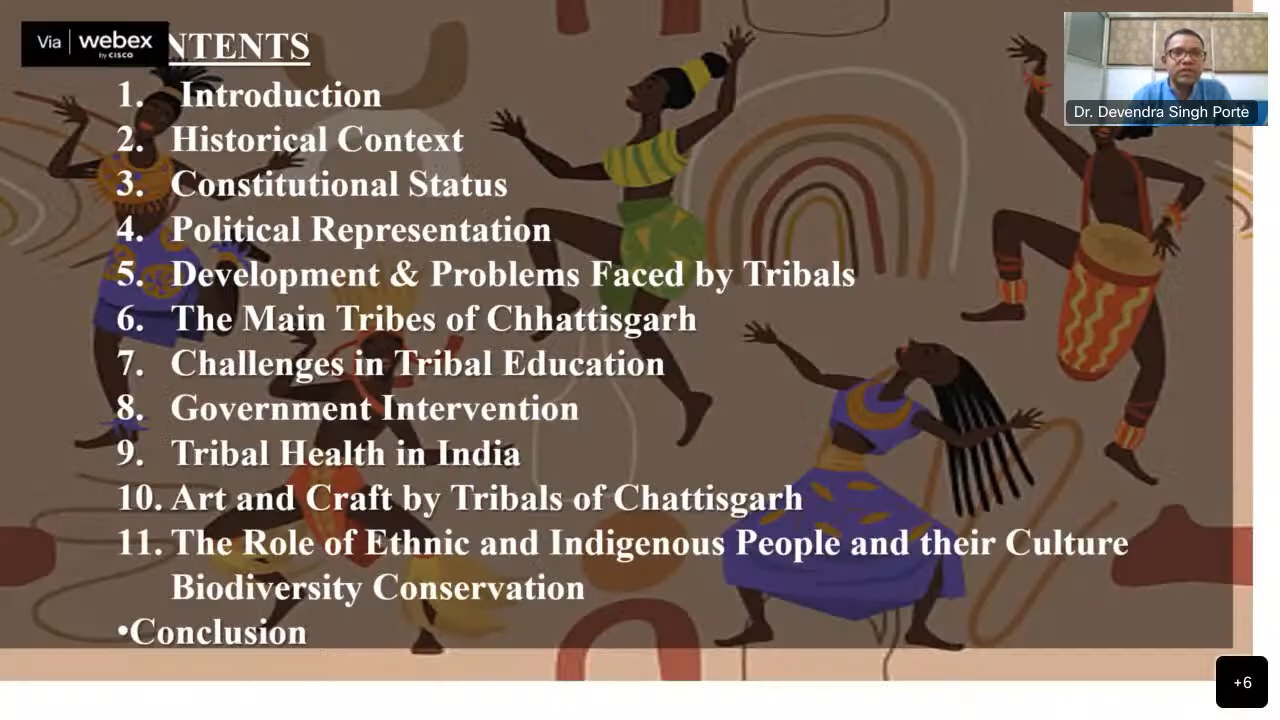 Via webex
by CISCO
NTENTS
1. Introduction
2. Historical Context
3. Constitutional Status
4. Political Representation
5. Development & Problems Faced by Tribals
6. The Main Tribes of Chhattisgarh
7. Challenges in Tribal Education
8. Government Intervention
9. Tribal Health in India
10. Art and Craft by Tribals of Chattisgarh
11. The Role of Ethnic and Indigenous People and their Culture
Biodiversity Conservation
•Conclusion
Dr. Devendra Singh Porte
+6